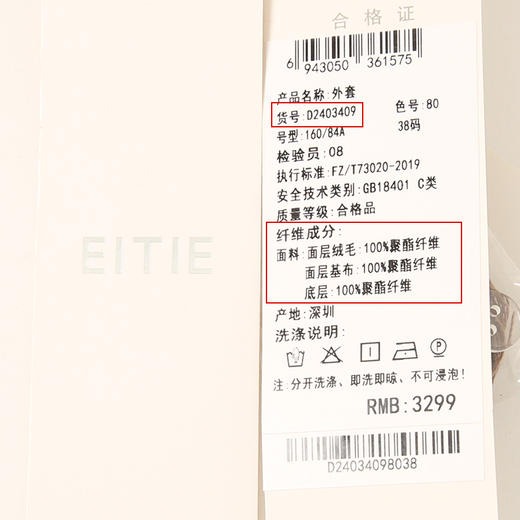 EITIE
合格证
6 943050 361575
产品名称:外套
货号:D2403409 色号:80
号型:160/84A 38码
检验员:08
执行标准:FZ/T73020-2019
安全技术类别:GB18401 C类
质量等级:合格品
纤维成分:
面料:面层绒毛:100%聚酯纤维
面层基布:100%聚酯纤维
底层:100%聚酯纤维
产地:深圳
洗涤说明:
注:分开洗涤、即洗即晾、不可浸泡!
RMB:3299
D24034098038